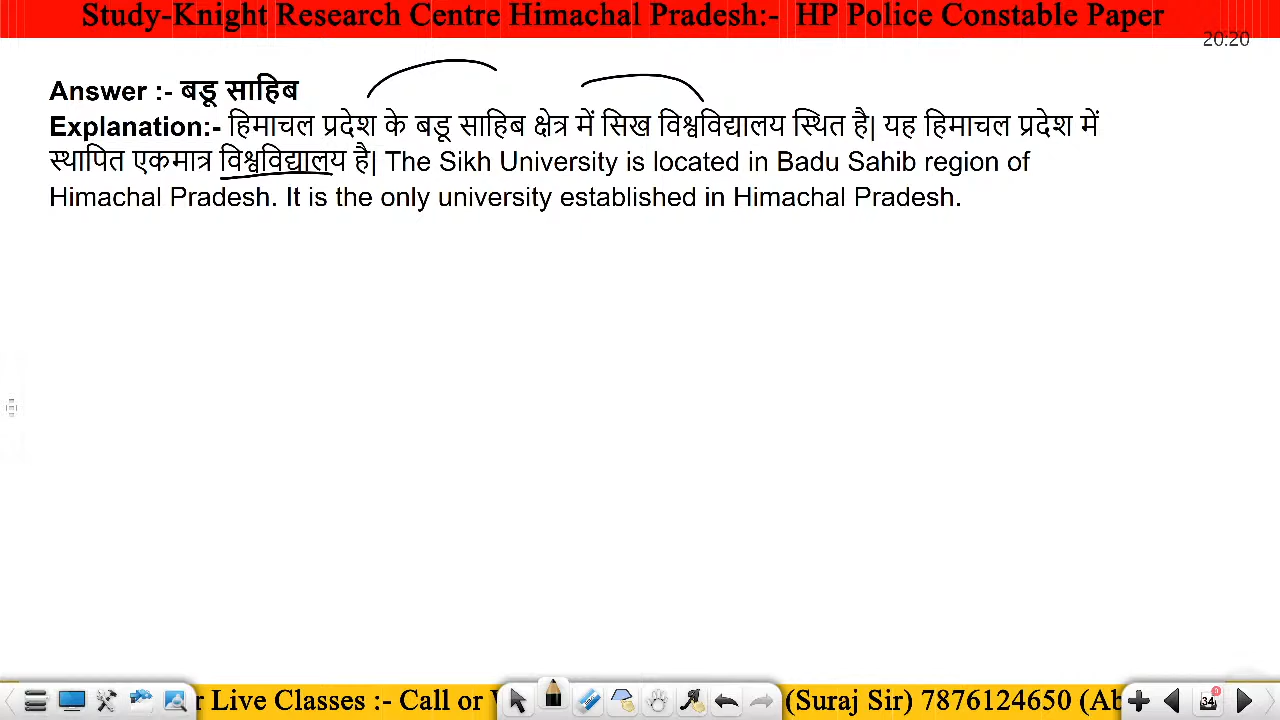 Study-Knight Research Centre Himachal Pradesh:- HP Police Constable Paper
20:20
Answer :- बडू साहिब
Explanation:- हिमाचल प्रदेश के बडू साहिब क्षेत्र में सिख विश्वविद्यालय स्थित है| यह हिमाचल प्रदेश में
स्थापित एकमात्र विश्वविद्यालय है| The Sikh University is located in Badu Sahib region of
Himachal Pradesh. It is the only university established in Himachal Pradesh.
r Live Classes :- Call or (Suraj Sir) 7876124650 (Ab
34